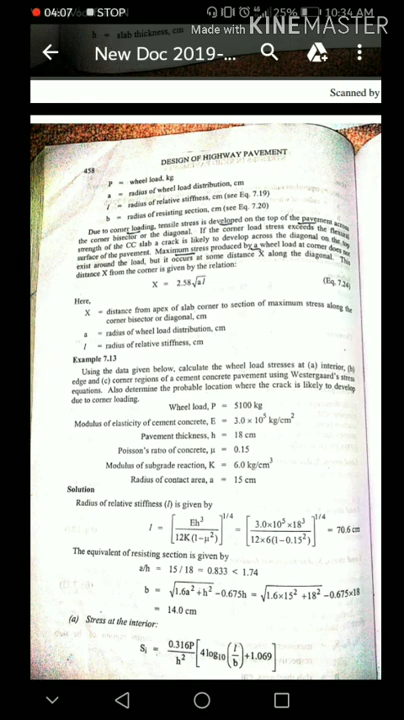 04:07 STOP 25% 10:34 AM
Made with KINEMASTER
h = slab thickness, cm
New Doc 2019-...
Scanned by
458
DESIGN OF HIGHWAY PAVEMENT
P = wheel load, kg
a = radius of wheel load distribution, cm
l = radius of relative stiffness, cm (see Eq. 7.19)
b = radius of resisting section, cm (see Eq. 7.20)
Due to corner loading, tensile stress is developed on the top of the pavement across
the corner bisector or the diagonal. If the corner load stress exceeds the flexural
strength of the CC slab a crack is likely to develop across the diagonal on the top
surface of the pavement. Maximum stress produced by a wheel load at corner does not
exist around the load, but it occurs at some distance X along the diagonal. This
distance X from the corner is given by the relation:
X = 2.58√al (Eq. 7.24)
Here,
X = distance from apex of slab corner to section of maximum stress along the
corner bisector or diagonal, cm
a = radius of wheel load distribution, cm
l = radius of relative stiffness, cm
Example 7.13
Using the data given below, calculate the wheel load stresses at (a) interior, (b)
edge and (c) corner regions of a cement concrete pavement using Westergaard's stress
equations. Also determine the probable location where the crack is likely to develop
due to corner loading.
Wheel load, P = 5100 kg
Modulus of elasticity of cement concrete, E = 3.0 x 10⁵ kg/cm²
Pavement thickness, h = 18 cm
Poisson's ratio of concrete, μ = 0.15
Modulus of subgrade reaction, K = 6.0 kg/cm³
Radius of contact area, a = 15 cm
Solution
Radius of relative stiffness (l) is given by
l = [Eh³ / 12K(1-μ²)]^1/4 = [3.0×10⁵×18³ / 12×6(1-0.15²)]^1/4 = 70.6 cm
The equivalent of resisting section is given by
a/h = 15/18 = 0.833 < 1.74
b = √1.6a²+h² -0.675h = √1.6×15²+18² -0.675×18
= 14.0 cm
(a) Stress at the interior:
Sᵢ = 0.316P / h² [4 log₁₀ (l/b) +1.069]